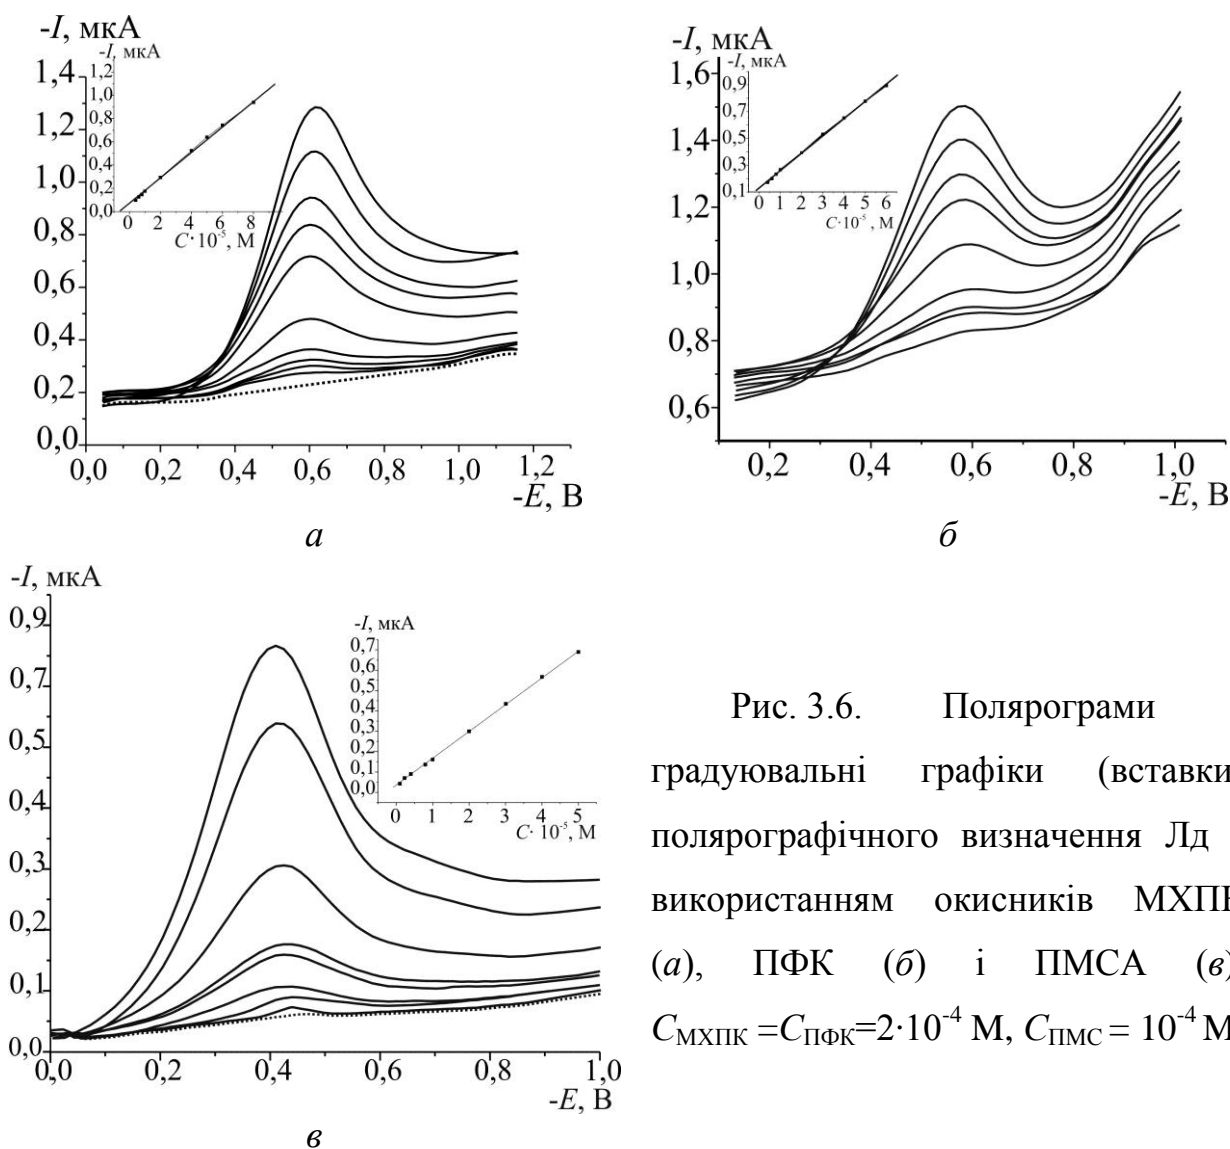 -I, мкА
-I, мкА
1,4
1,2
1,0
0,8
0,6
0,4
0,2
0,0
1,2
1,0
0,8
0,6
0,4
0,2
0,0
0 2 4 6 8
C·10⁻⁵, М
0,0 0,2 0,4 0,6 0,8 1,0 1,2
-E, В
а
-I, мкА
-I, мкА
1,6
1,4
1,2
1,0
0,8
0,6
0,9
0,7
0,5
0,3
0,1
0 1 2 3 4 5 6
C·10⁻⁵, М
0,2 0,4 0,6 0,8 1,0
-E, В
б
-I, мкА
0,9
0,7
0,5
0,3
0,2
0,1
0,0
-I, мкА
0,7
0,6
0,5
0,4
0,3
0,2
0,1
0,0
0 1 2 3 4 5
C· 10⁻⁵, М
0,0 0,2 0,4 0,6 0,8 1,0
-E, В
в
Рис. 3.6. Полярограми
градуювальні графіки (вставки
полярографічного визначення Лд
використанням окисників МХПК
(а), ПФК (б) і ПМСА (в)
C МХПК =C ПФК=2·10⁻⁴ М, C ПМС = 10⁻⁴ М